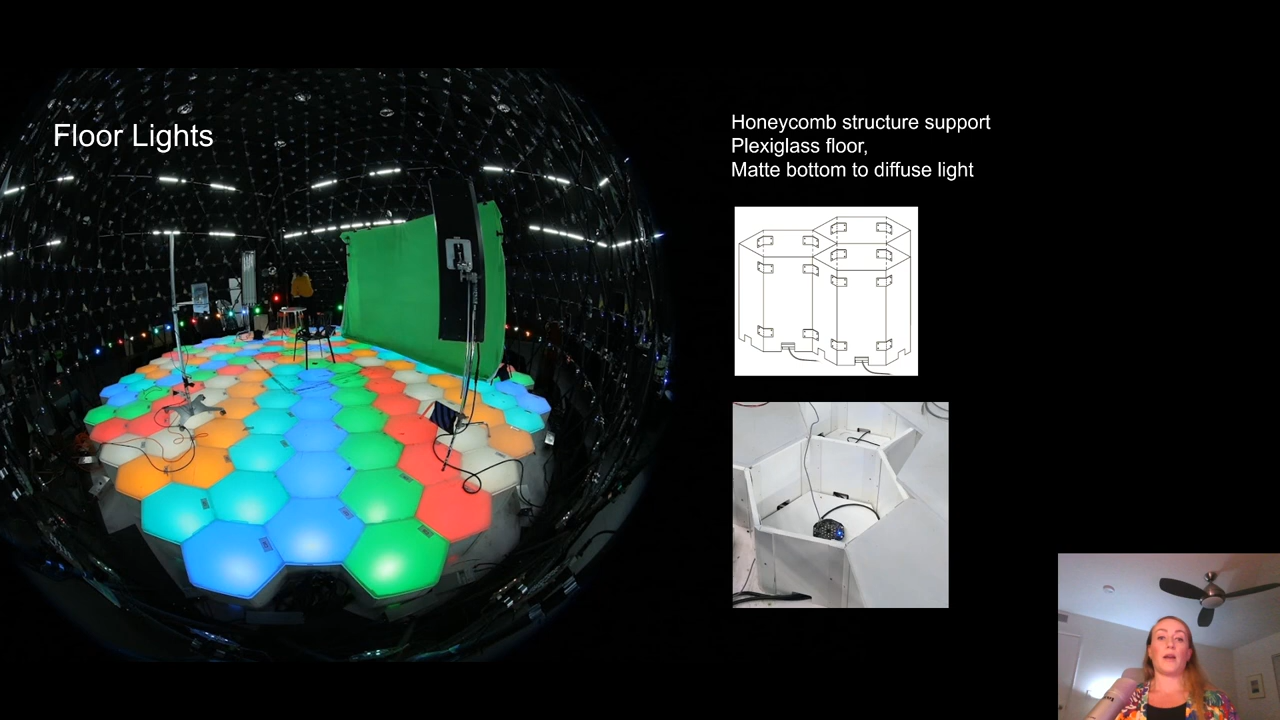 Floor Lights
Honeycomb structure support
Plexiglass floor,
Matte bottom to diffuse light